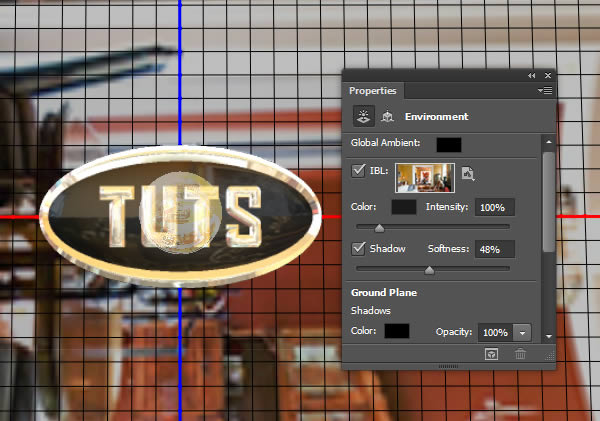 TUTS
Properties
Environment
Global Ambient:
IBL:
Color: Intensity: 100%
Shadow Softness: 48%
Ground Plane
Shadows
Color: Opacity: 100%